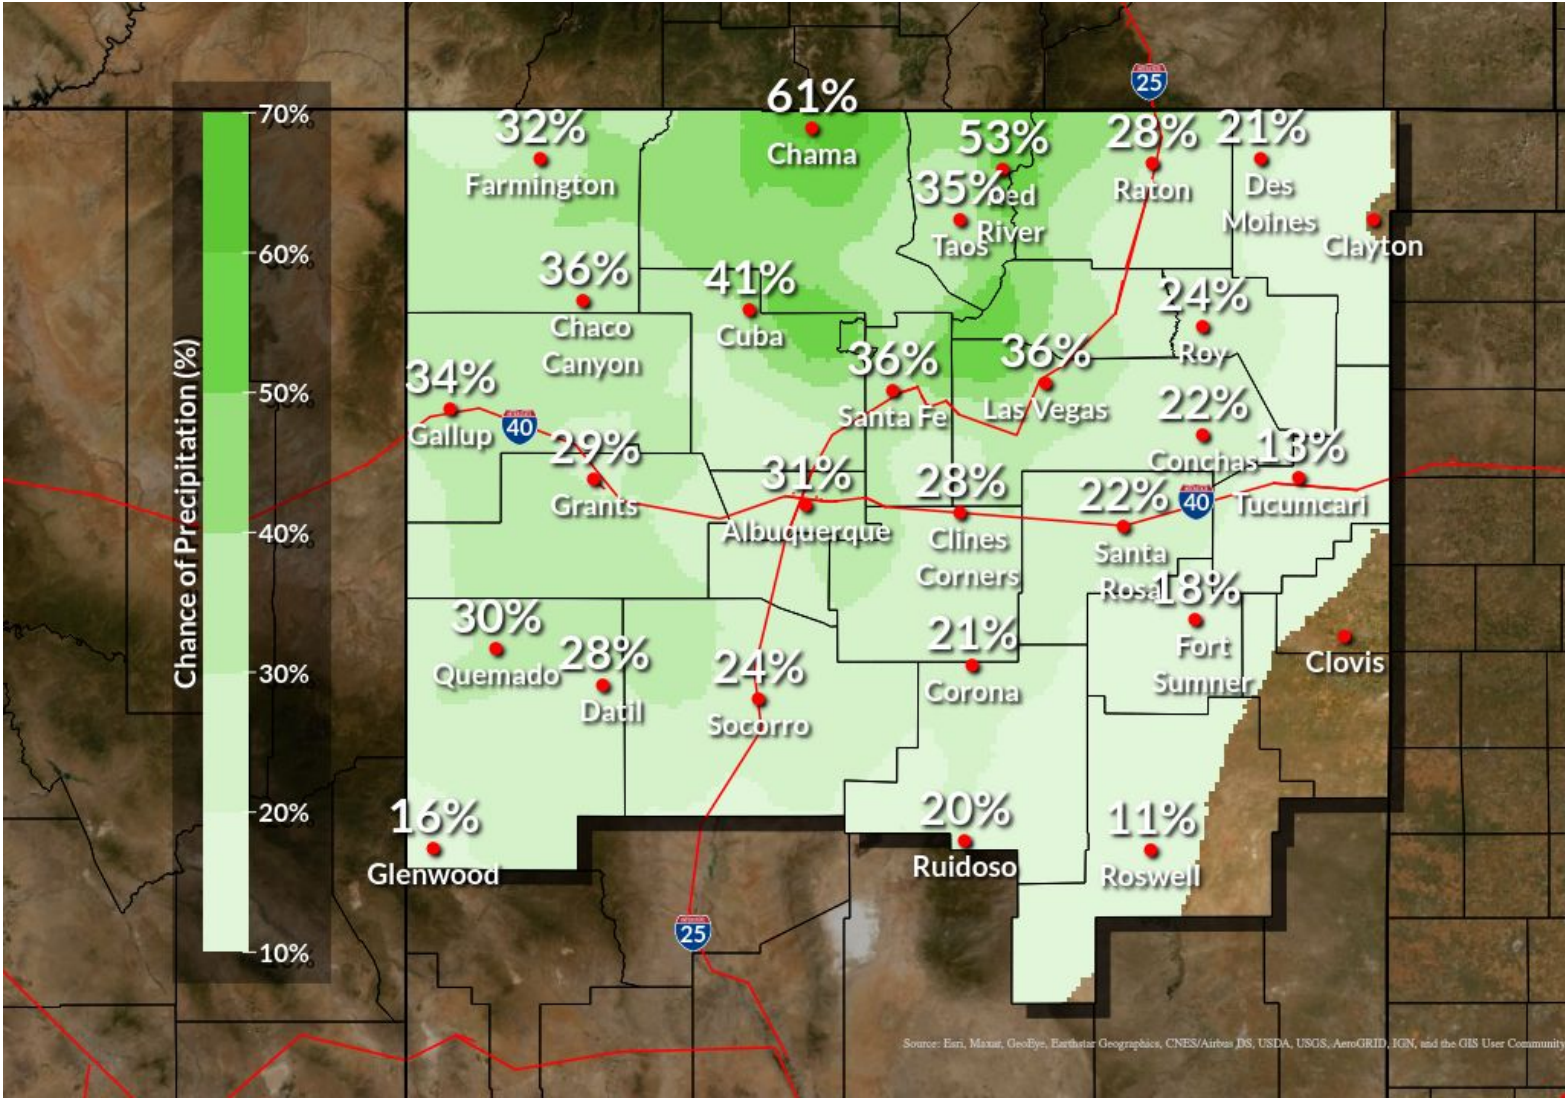 25
70%
60%
50%
40%
30%
20%
10%
Chance of Precipitation (%)
61%
Chama
32%
Farmington
53%
Red
River
28%
Raton
21%
Des
Moines
35%
Taos
Clayton
36%
Chaco
Canyon
41%
Cuba
24%
Roy
34%
Gallup
40
36%
Santa Fe
36%
Las Vegas
22%
Conchas
29%
Grants
31%
Albuquerque
28%
Clines
Corners
22%
Santa
Rosa
40
13%
Tucumcari
30%
Quemado
28%
Datil
24%
Socorro
21%
Corona
18%
Fort
Sumner
Clovis
16%
Glenwood
20%
Ruidoso
11%
Roswell
25
Source: Esri, Maxar, GeoEye, Earthstar Geographics, CNES/Airbus DS, USDA, USGS, AeroGRID, IGN, and the GIS User Community